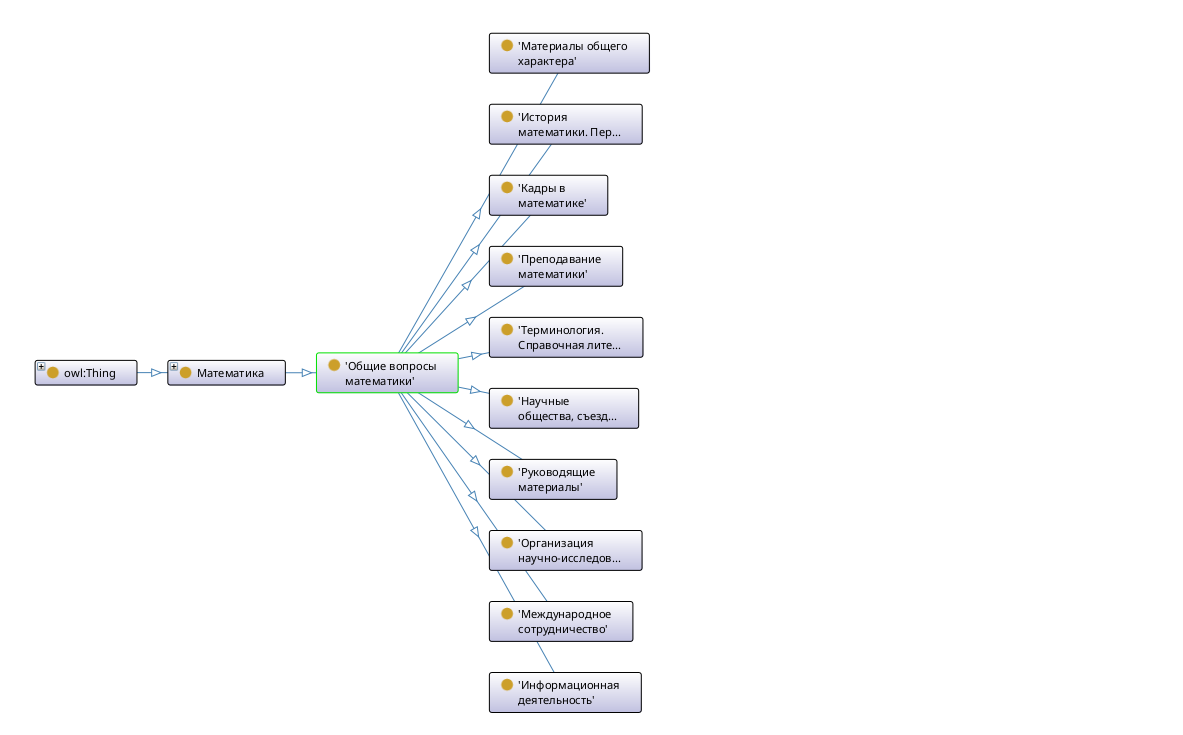 'Материалы общего
характера'
'История
математики. Пер...
'Кадры в
математике'
'Преподавание
математики'
'Терминология.
Справочная лите...
owl:Thing
Математика
'Общие вопросы
математики'
'Научные
общества, съезд...
'Руководящие
материалы'
'Организация
научно-исследов...
'Международное
сотрудничество'
'Информационная
деятельность'